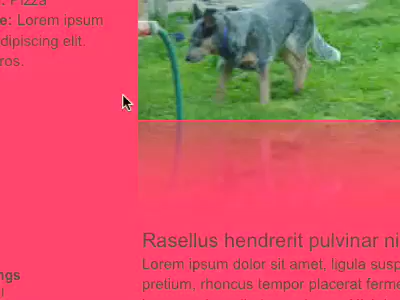 : Pizza
e: Lorem ipsum
dipiscing elit.
ros.
Rasellus hendrerit pulvinar ni
Lorem ipsum dolor sit amet, ligula susp
pretium, rhoncus tempor placerat ferme
ngs